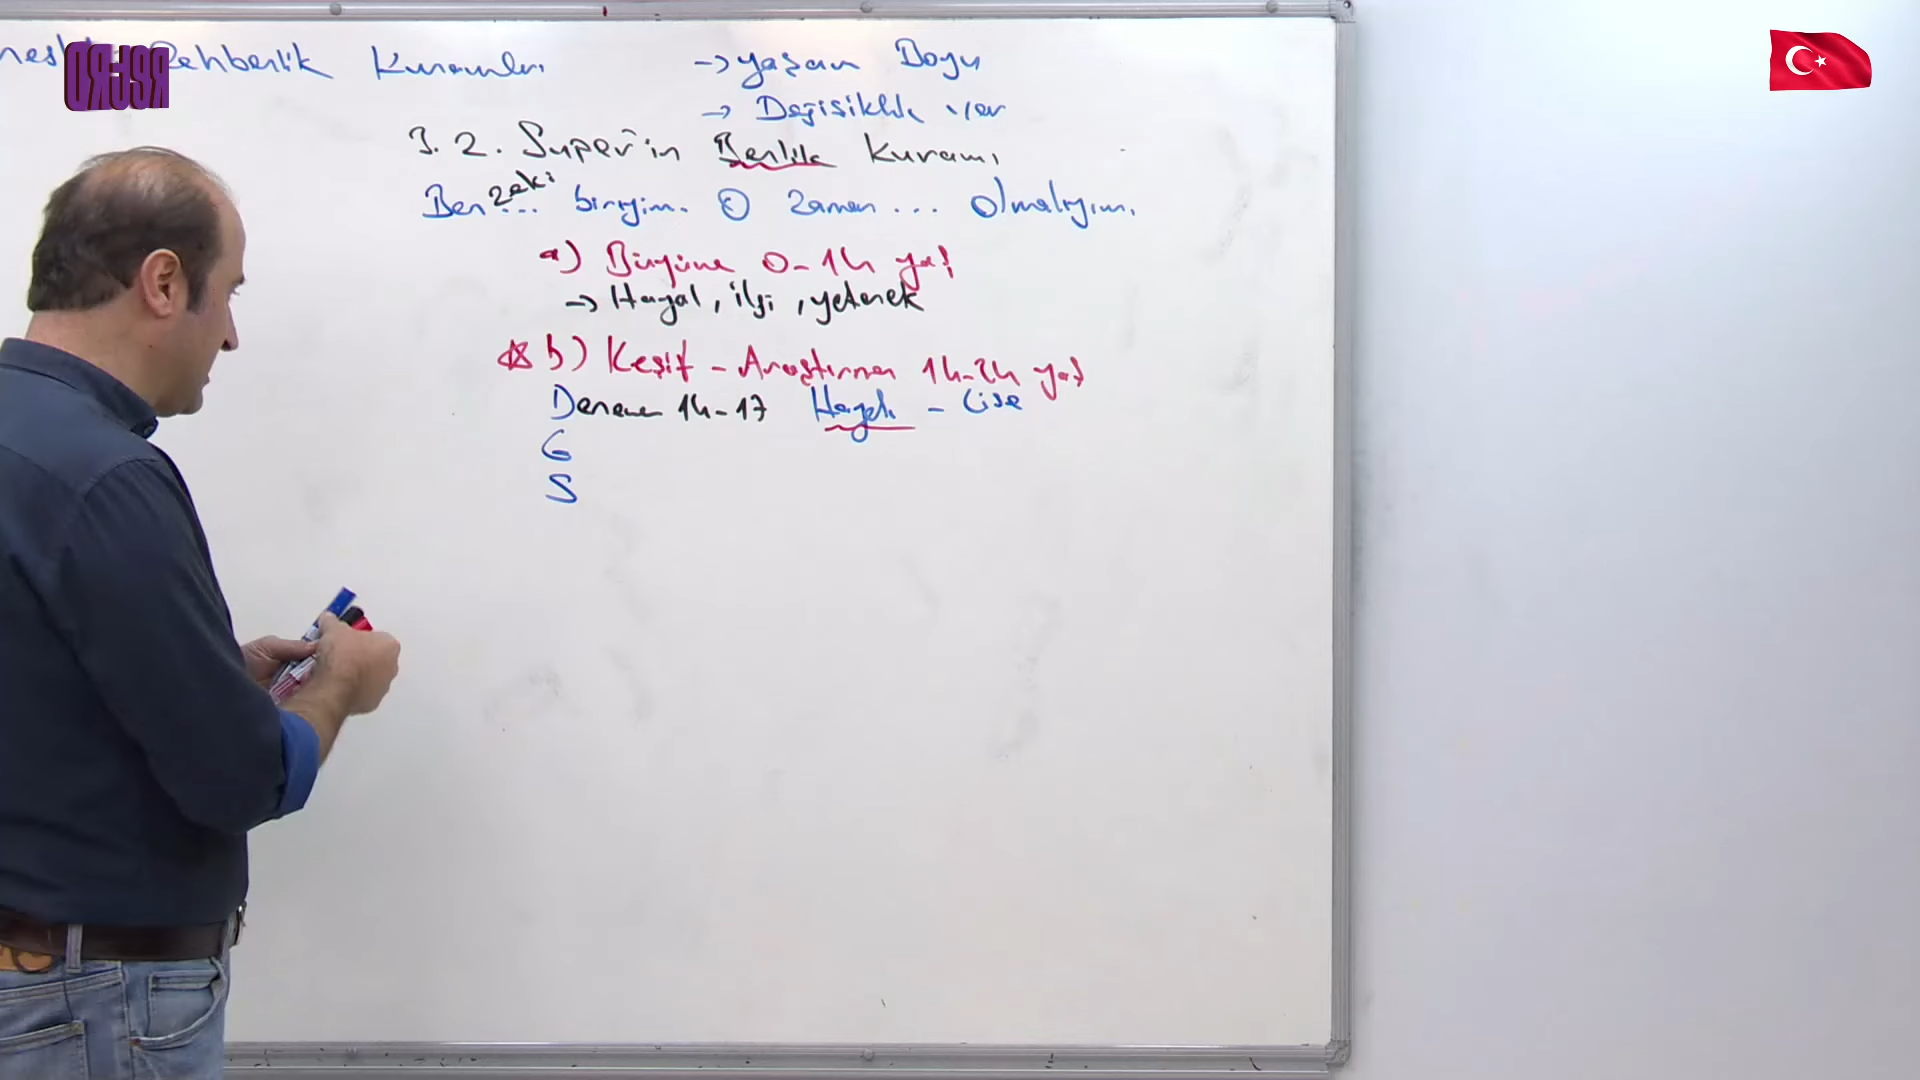 Rehberlik Kuramları → Yaşam Boyu
→ Değişiklik var
3.2. Super'in Benlik Kuramı
Ben zeki ... biriyim. O zaman ... olmalıyım.
a) Büyüme 0-14 yaş
→ Hayal, ilgi, yetenek
☆ b) Keşif - Araştırma 14-24 yaş
Deneme 14-17 Hayali - Lise
G
S